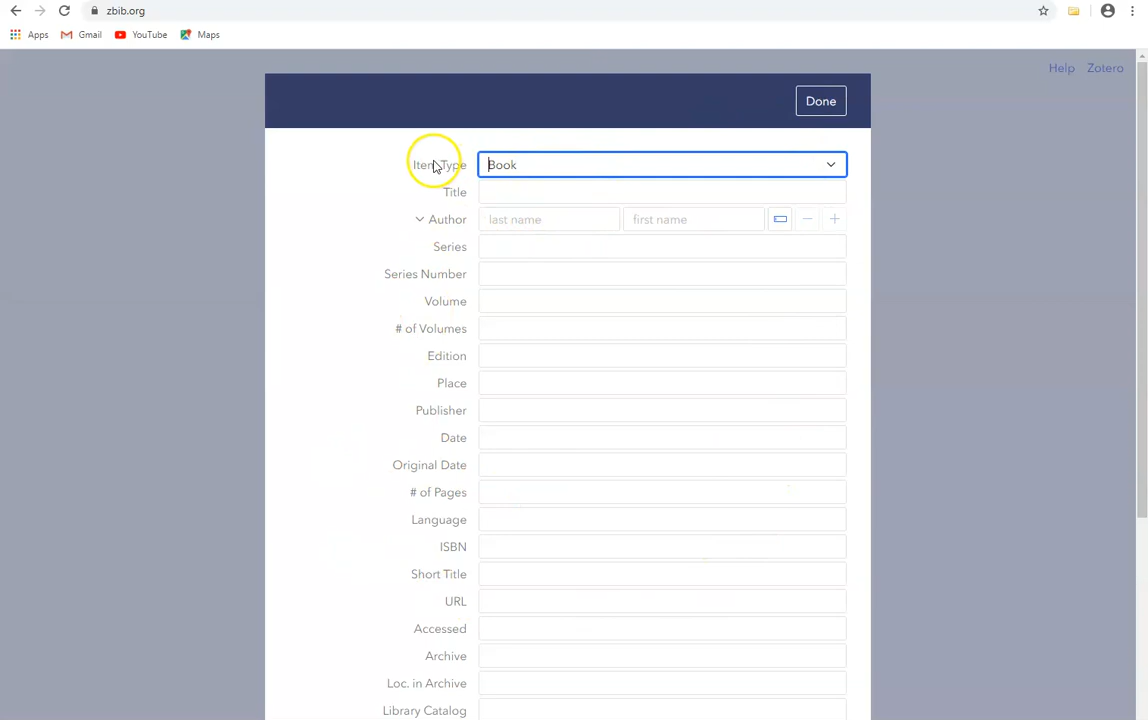 zbib.org
Apps Gmail YouTube Maps
Help Zotero
Done
Item Type Book
Title
Author last name first name
Series
Series Number
Volume
# of Volumes
Edition
Place
Publisher
Date
Original Date
# of Pages
Language
ISBN
Short Title
URL
Accessed
Archive
Loc. in Archive
Library Catalog